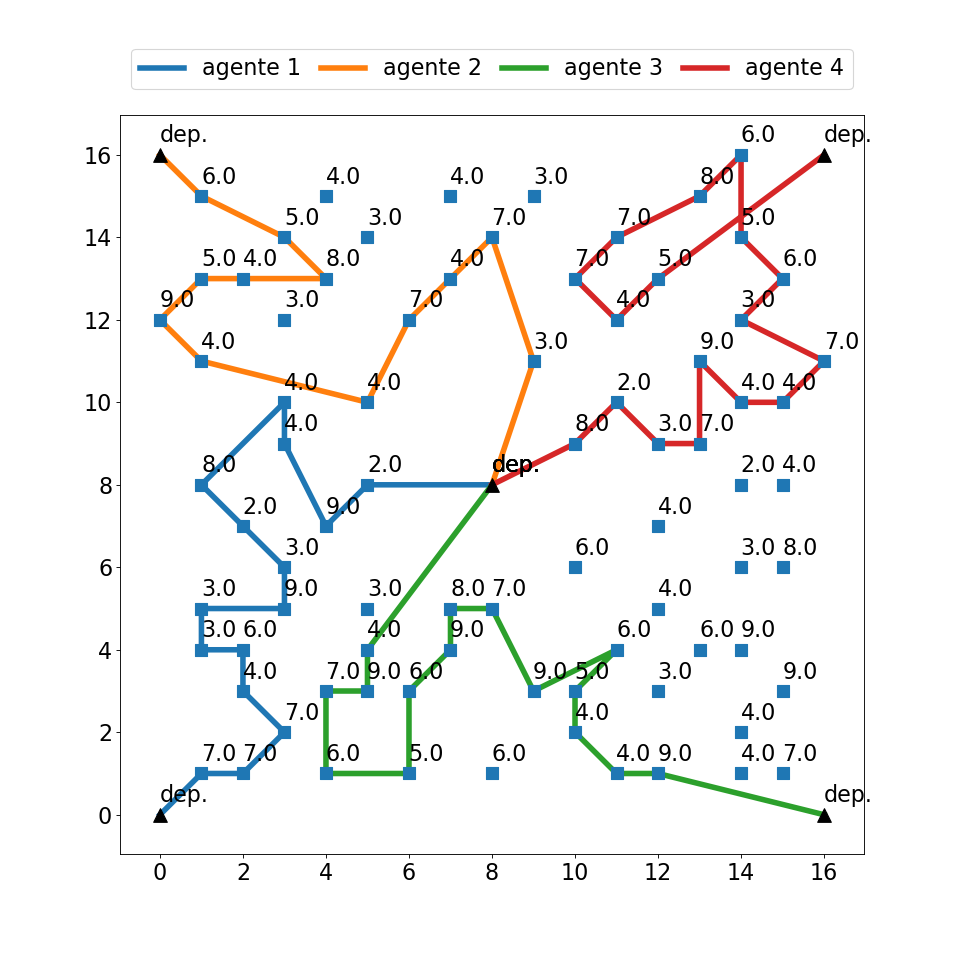 agente 1 agente 2 agente 3 agente 4
dep. 6.0 dep.
16 6.0 4.0 4.0 3.0 8.0
5.0 3.0 7.0 7.0 5.0
14 5.0 4.0 8.0 4.0 7.0 5.0 6.0
9.0 3.0 7.0 4.0 3.0
12 4.0 3.0 9.0 7.0
4.0 4.0 2.0 4.0 4.0
10 4.0 8.0 3.0 7.0
8.0 2.0 dep. 2.0 4.0
8 2.0 9.0 4.0
3.0 6.0 3.0 8.0
6 3.0 9.0 3.0 8.0 7.0 4.0
3.0 6.0 4.0 9.0 6.0 6.0 9.0
4 4.0 7.0 9.0 6.0 9.0 5.0 3.0 9.0
7.0 4.0 4.0
2 7.0 7.0 6.0 5.0 6.0 4.0 9.0 4.0 7.0
dep. dep.
0
0 2 4 6 8 10 12 14 16